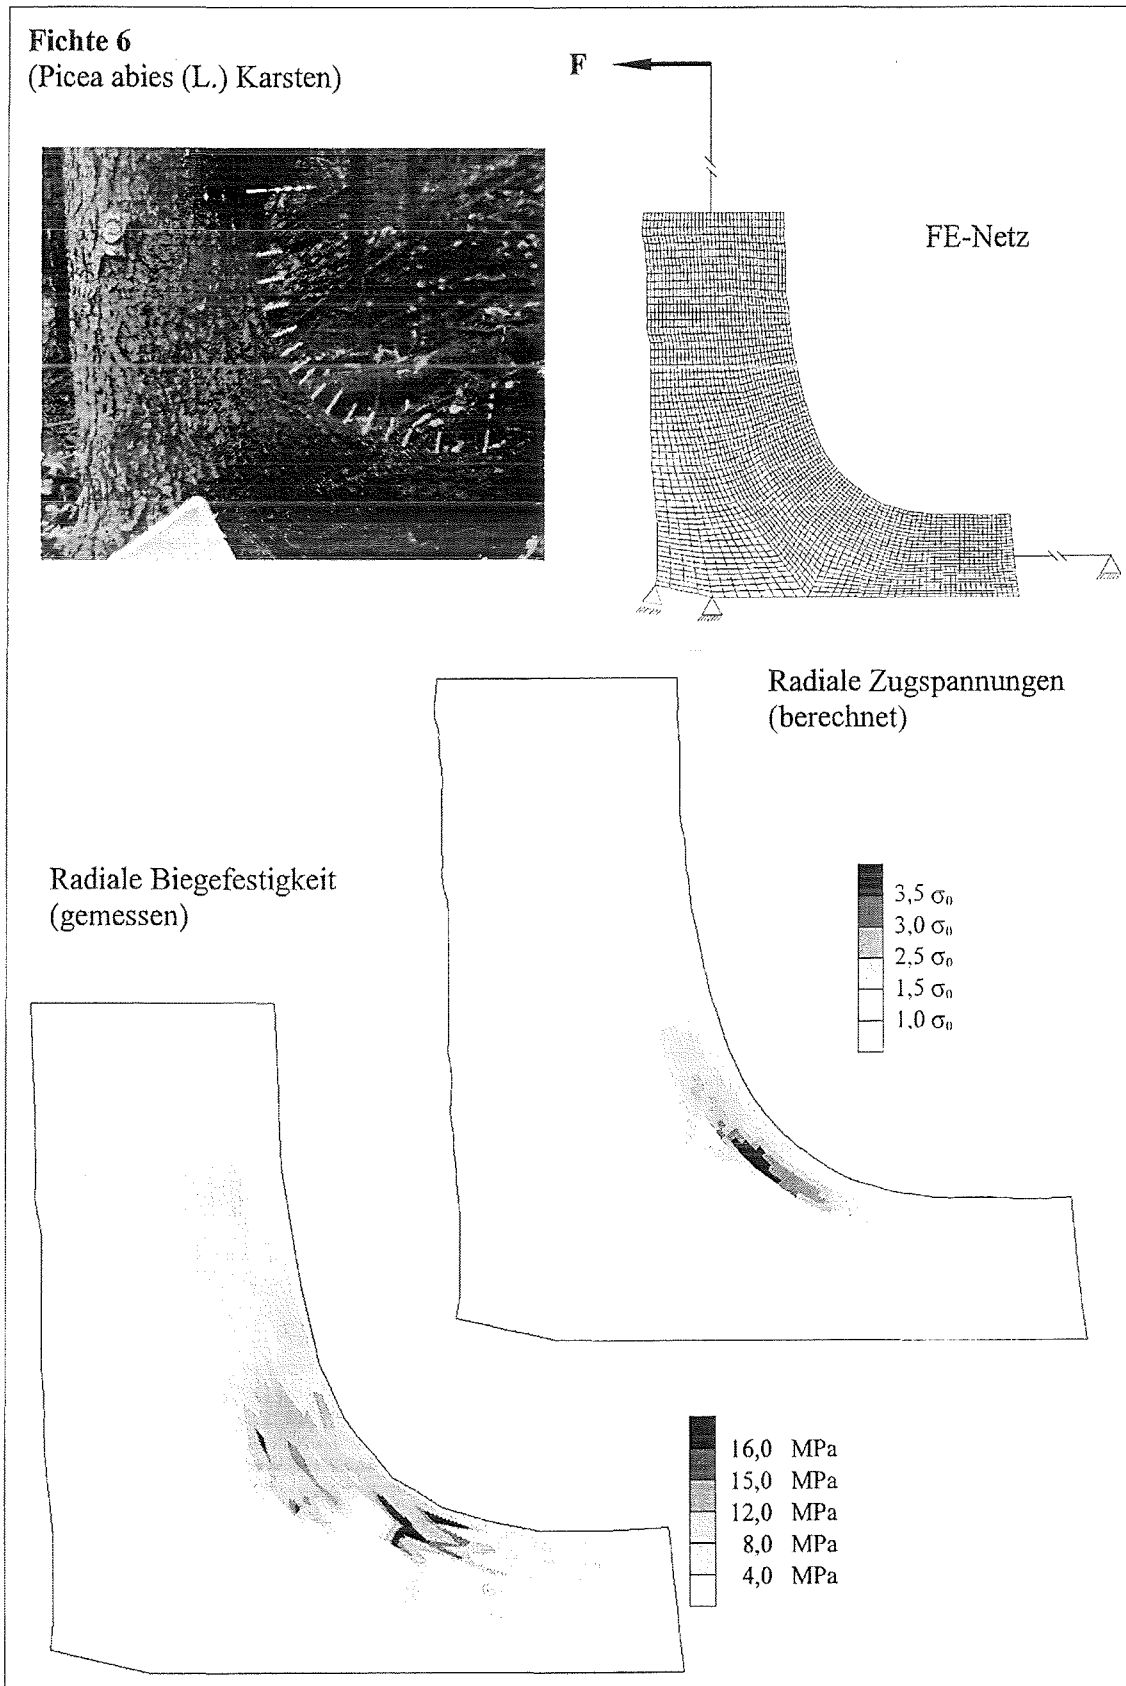 Fichte 6
(Picea abies (L.) Karsten)
F
FE-Netz
Radiale Zugspannungen
(berechnet)
3,5 σ₀
3,0 σ₀
2,5 σ₀
1,5 σ₀
1,0 σ₀
Radiale Biegefestigkeit
(gemessen)
16,0 MPa
15,0 MPa
12,0 MPa
8,0 MPa
4,0 MPa